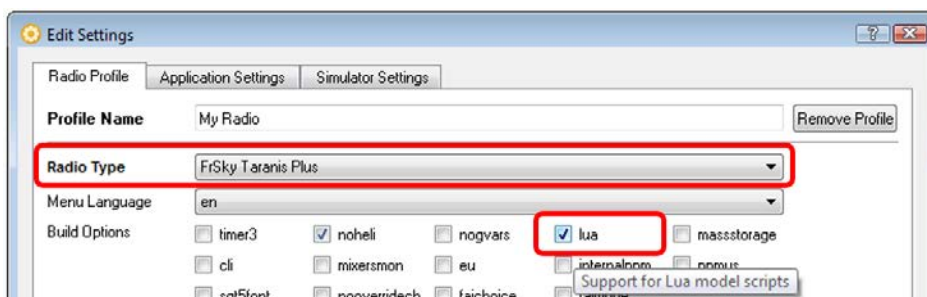 Edit Settings
Radio Profile Application Settings Simulator Settings
Profile Name My Radio Remove Profile
Radio Type FrSky Taranis Plus
Menu Language en
Build Options timer3 noheli nogvars lua massstorage
cli mixersmon eu internalppm
Support for Lua model scripts